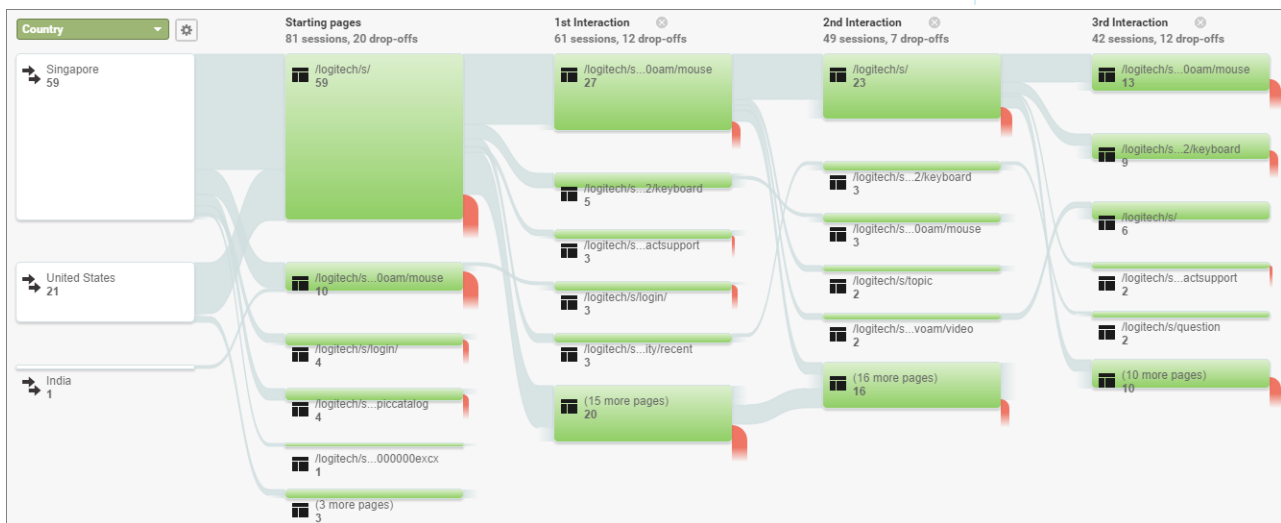 Country
Starting pages
81 sessions, 20 drop-offs
1st Interaction
61 sessions, 12 drop-offs
2nd Interaction
49 sessions, 7 drop-offs
3rd Interaction
42 sessions, 12 drop-offs
Singapore
59
United States
21
India
1
/logitech/s/
59
/logitech/s...0oam/mouse
10
/logitech/s/login/
4
/logitech/s...piccatalog
4
/logitech/s...000000excx
1
(3 more pages)
3
/logitech/s...0oam/mouse
27
/logitech/s...2/keyboard
5
/logitech/s...actsupport
3
/logitech/s/login/
3
/logitech/s...ity/recent
3
(15 more pages)
20
/logitech/s/
23
/logitech/s...2/keyboard
3
/logitech/s...0oam/mouse
3
/logitech/s/topic
2
/logitech/s...voam/video
2
(16 more pages)
16
/logitech/s...0oam/mouse
13
/logitech/s...2/keyboard
9
/logitech/s/
6
/logitech/s...actsupport
2
/logitech/s/question
2
(10 more pages)
10